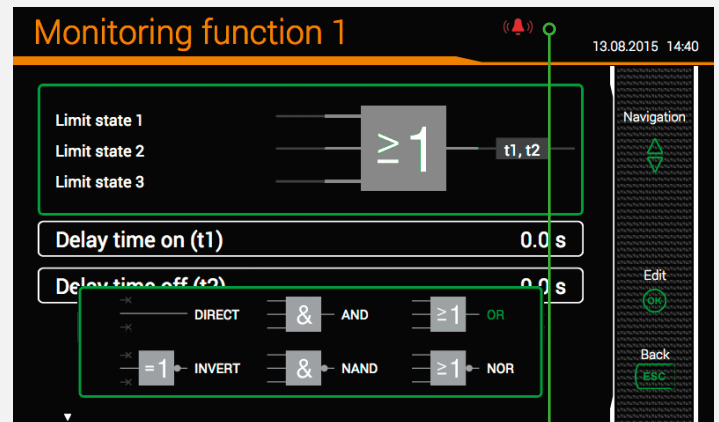 Monitoring function 1
13.08.2015 14:40
Limit state 1
Limit state 2
Limit state 3
≥1
t1, t2
Navigation
Delay time on (t1) 0.0 s
Delay time off (t2) 0.0 s
DIRECT
& AND
≥1 OR
=1 INVERT
& NAND
≥1 NOR
Edit
OK
Back
ESC